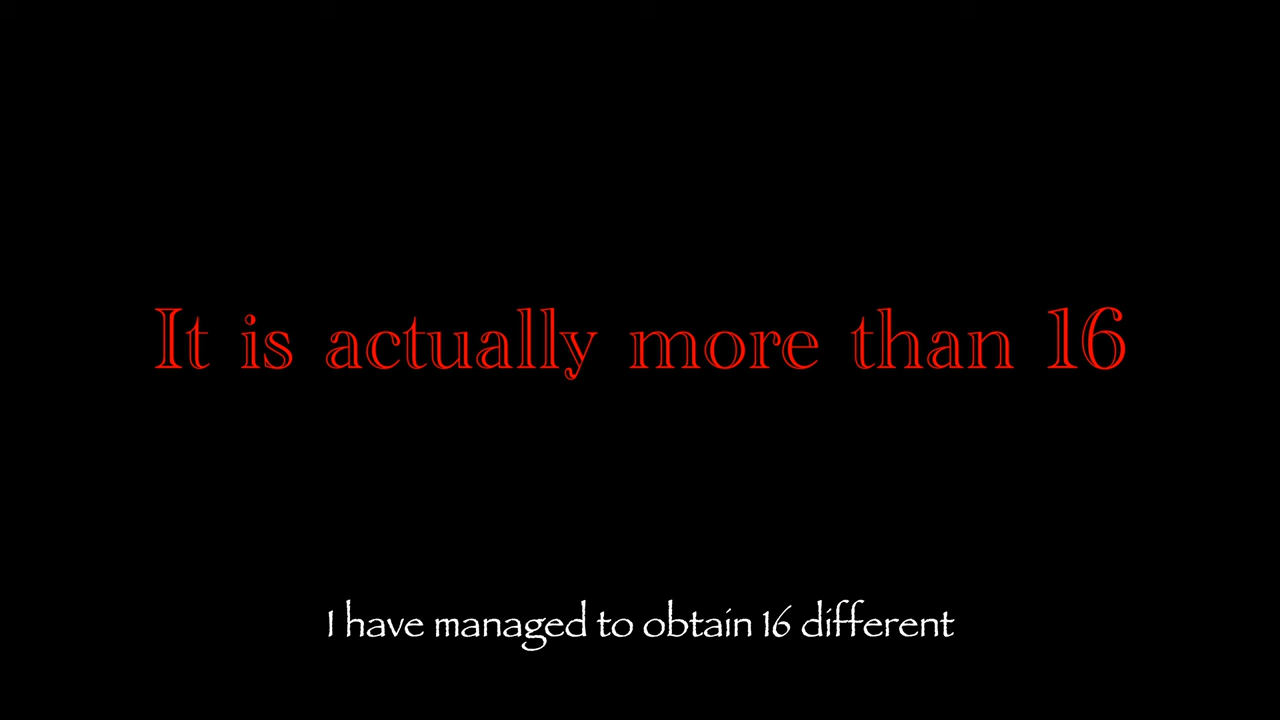 It is actually more than 16
I have managed to obtain 16 different